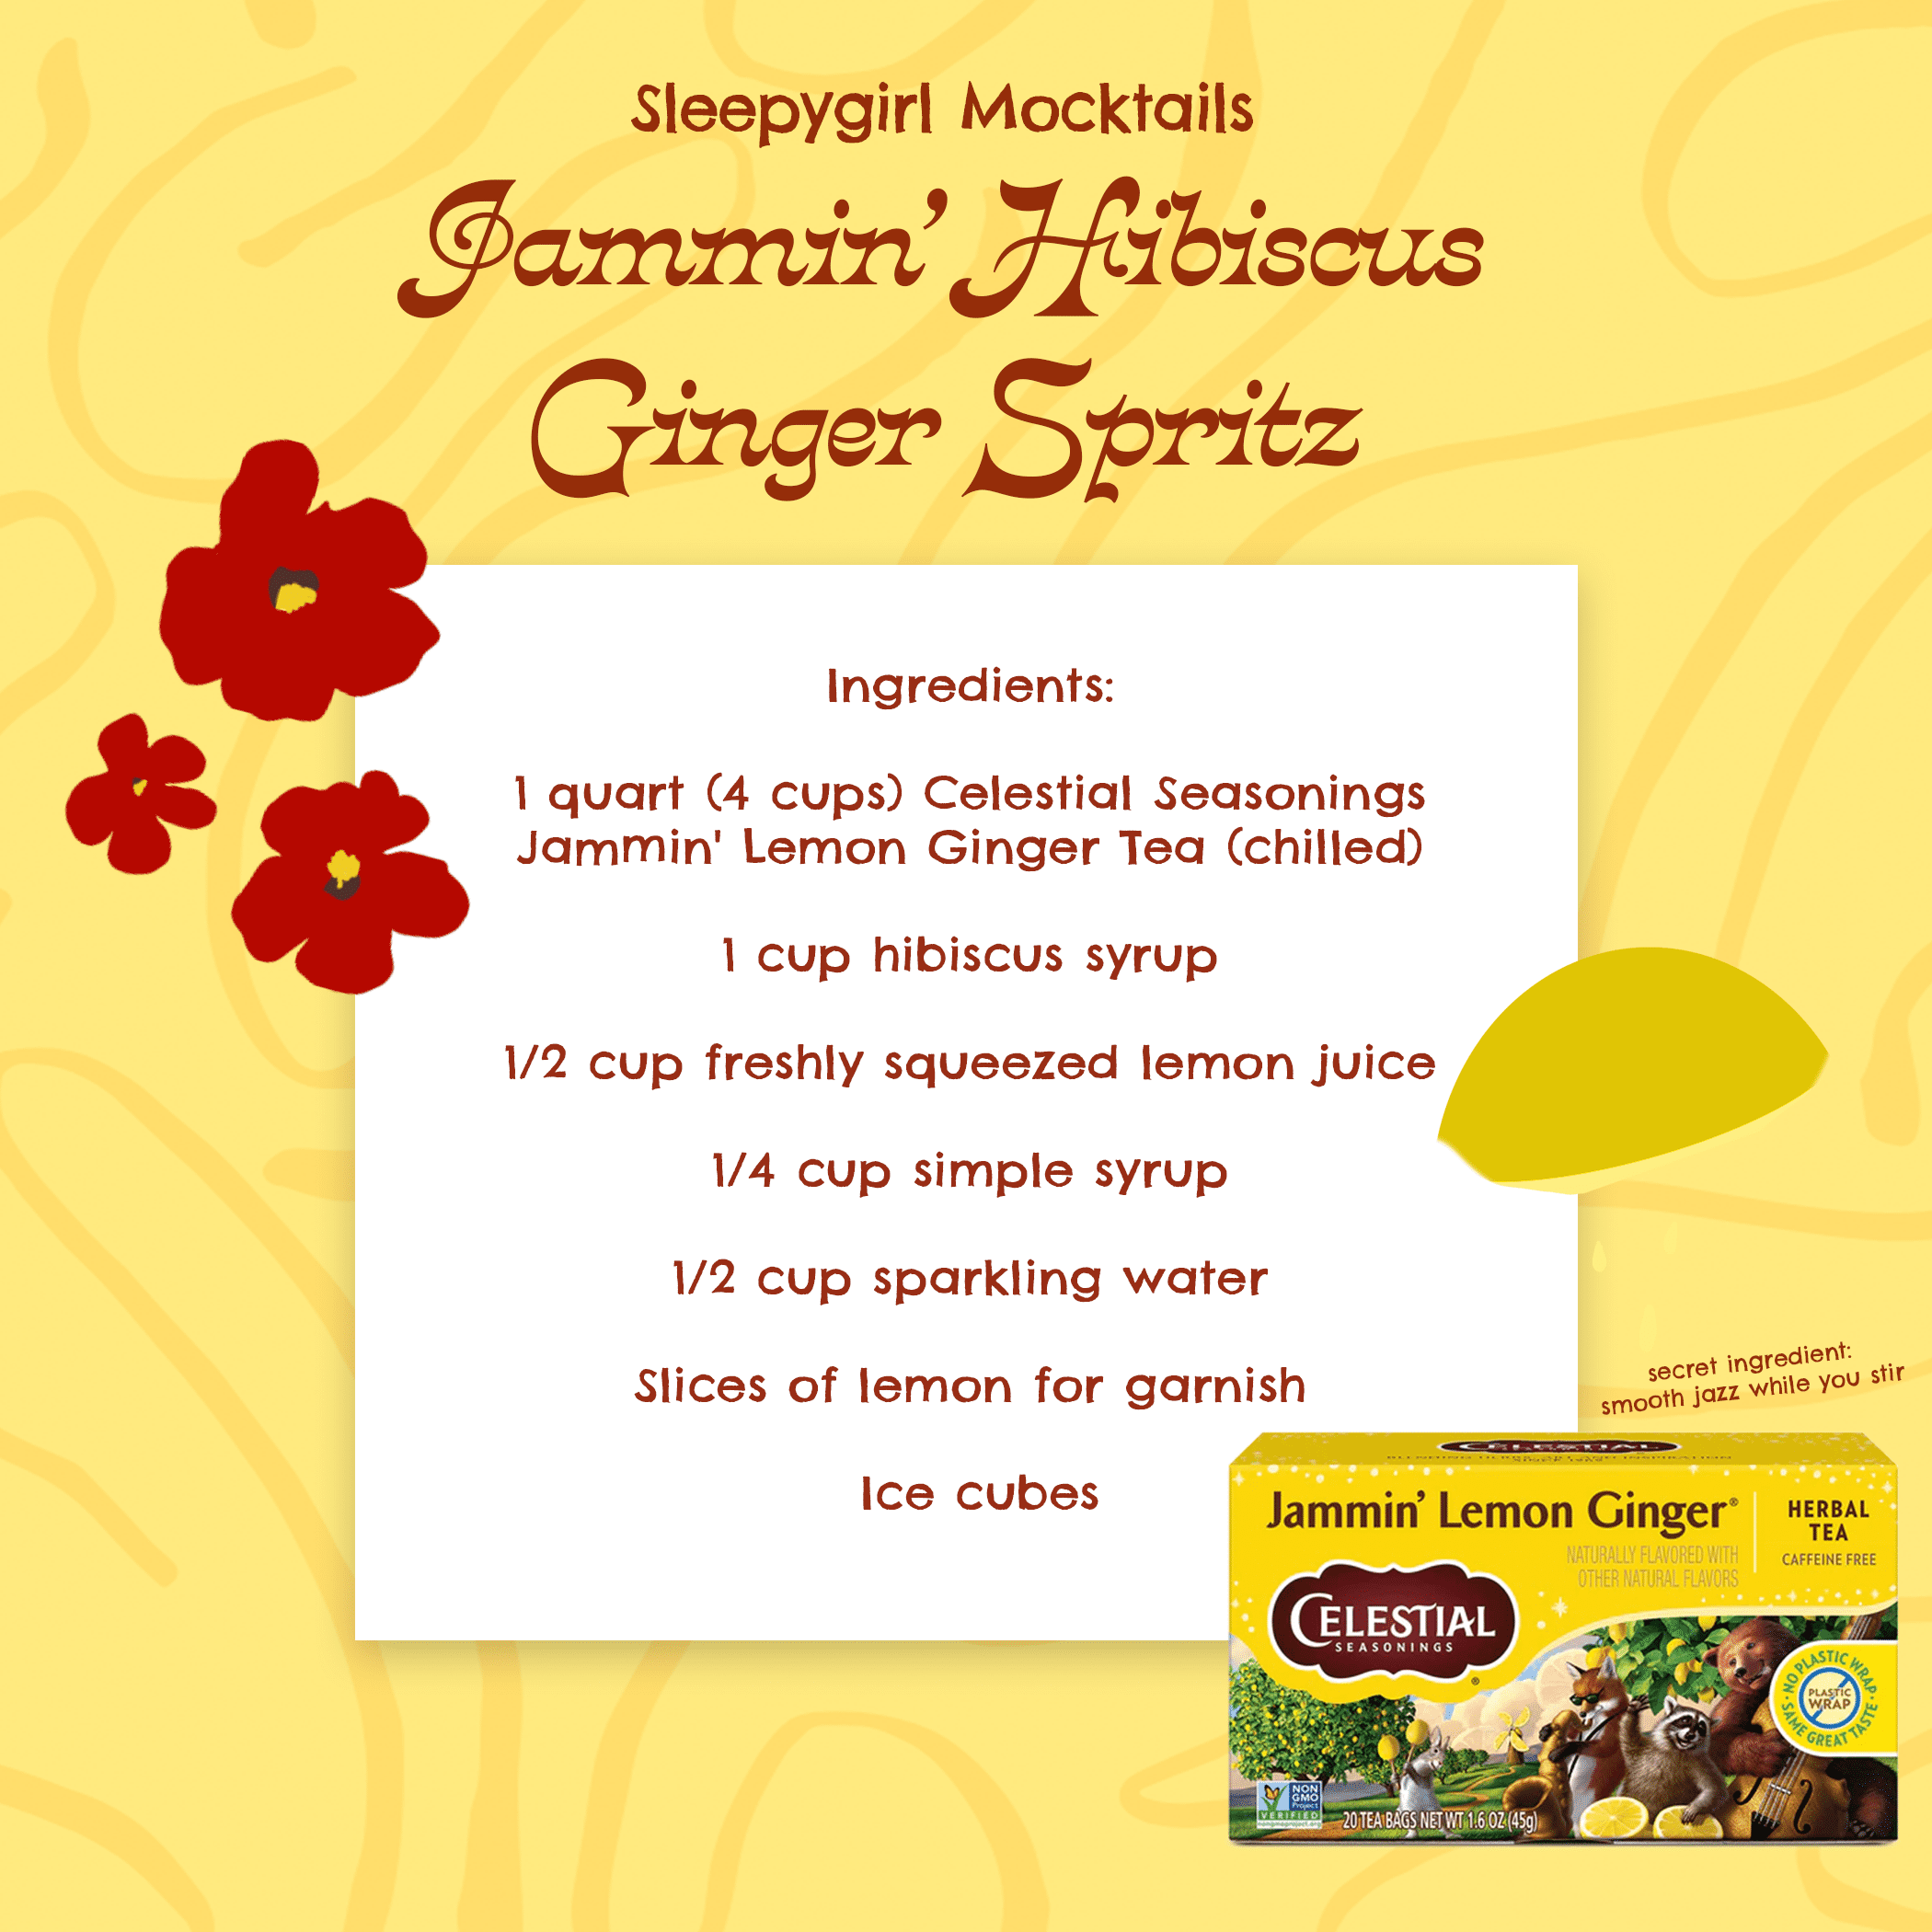 Sleepygirl Mocktails
Jammin' Hibiscus
Ginger Spritz
Ingredients:
1 quart (4 cups) Celestial Seasonings
Jammin' Lemon Ginger Tea (chilled)
1 cup hibiscus syrup
1/2 cup freshly squeezed lemon juice
1/4 cup simple syrup
1/2 cup sparkling water
Slices of lemon for garnish
Ice cubes
secret ingredient:
smooth jazz while you stir
CELESTIAL
Jammin' Lemon Ginger®
HERBAL
TEA
CAFFEINE FREE
NATURALLY FLAVORED WITH
OTHER NATURAL FLAVORS
CELESTIAL
SEASONINGS
®
NO PLASTIC WRAP
PLASTIC
WRAP
SAME GREAT TASTE
NON
GMO
Project
VERIFIED
nongmoproject.org
20 TEA BAGS NET WT 1.6 OZ (45g)